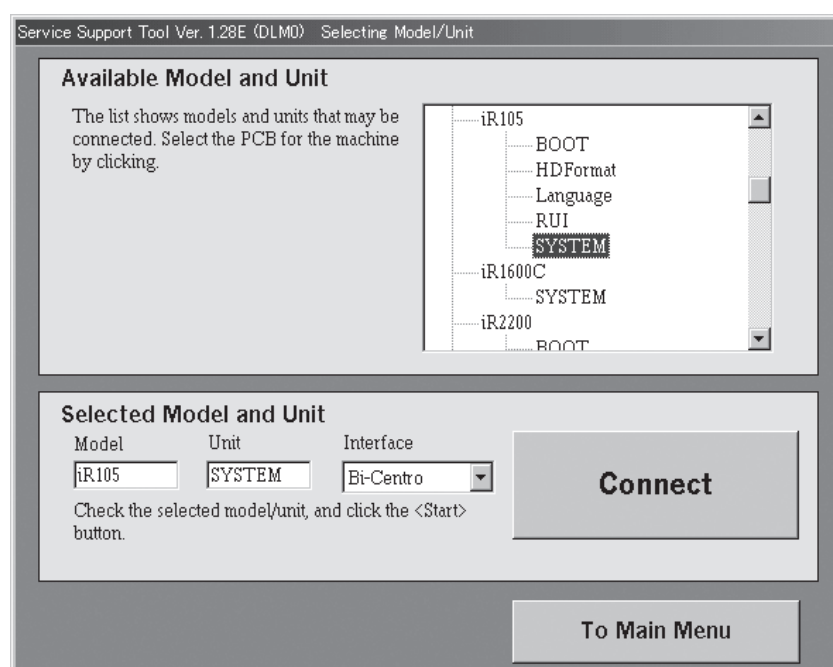 Service Support Tool Ver. 1.28E (DLM0) Selecting Model/Unit
Available Model and Unit
The list shows models and units that may be
connected. Select the PCB for the machine
by clicking.
iR105
BOOT
HDFormat
Language
RUI
SYSTEM
iR1600C
SYSTEM
iR2200
BOOT
Selected Model and Unit
Model Unit Interface
iR105 SYSTEM Bi-Centro
Check the selected model/unit, and click the <Start>
button.
Connect
To Main Menu